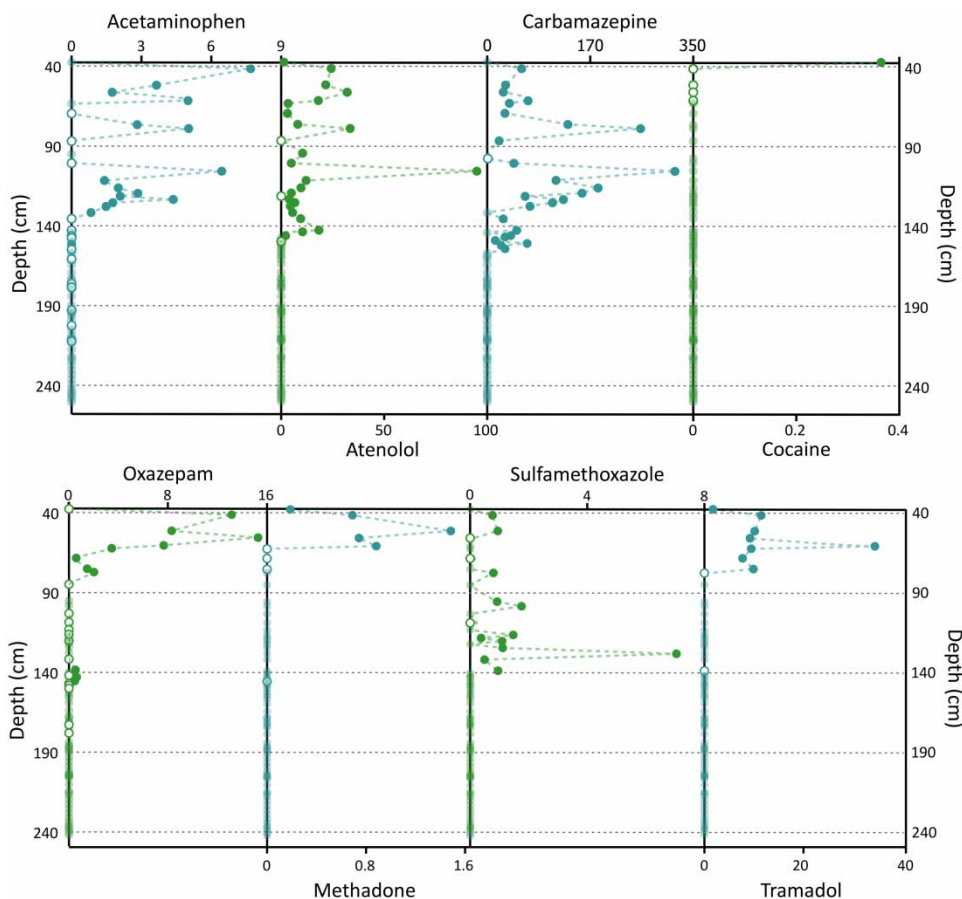 Acetaminophen Carbamazepine
0 3 6 9 0 170 350
40 40
90 90
140 140
190 190
240 240
Depth (cm) Depth (cm)
0 50 100 0 0.2 0.4
Atenolol Cocaine
Oxazepam Sulfamethoxazole
0 8 16 0 4 8
40 40
90 90
140 140
190 190
240 240
Depth (cm) Depth (cm)
0 0.8 1.6 0 20 40
Methadone Tramadol